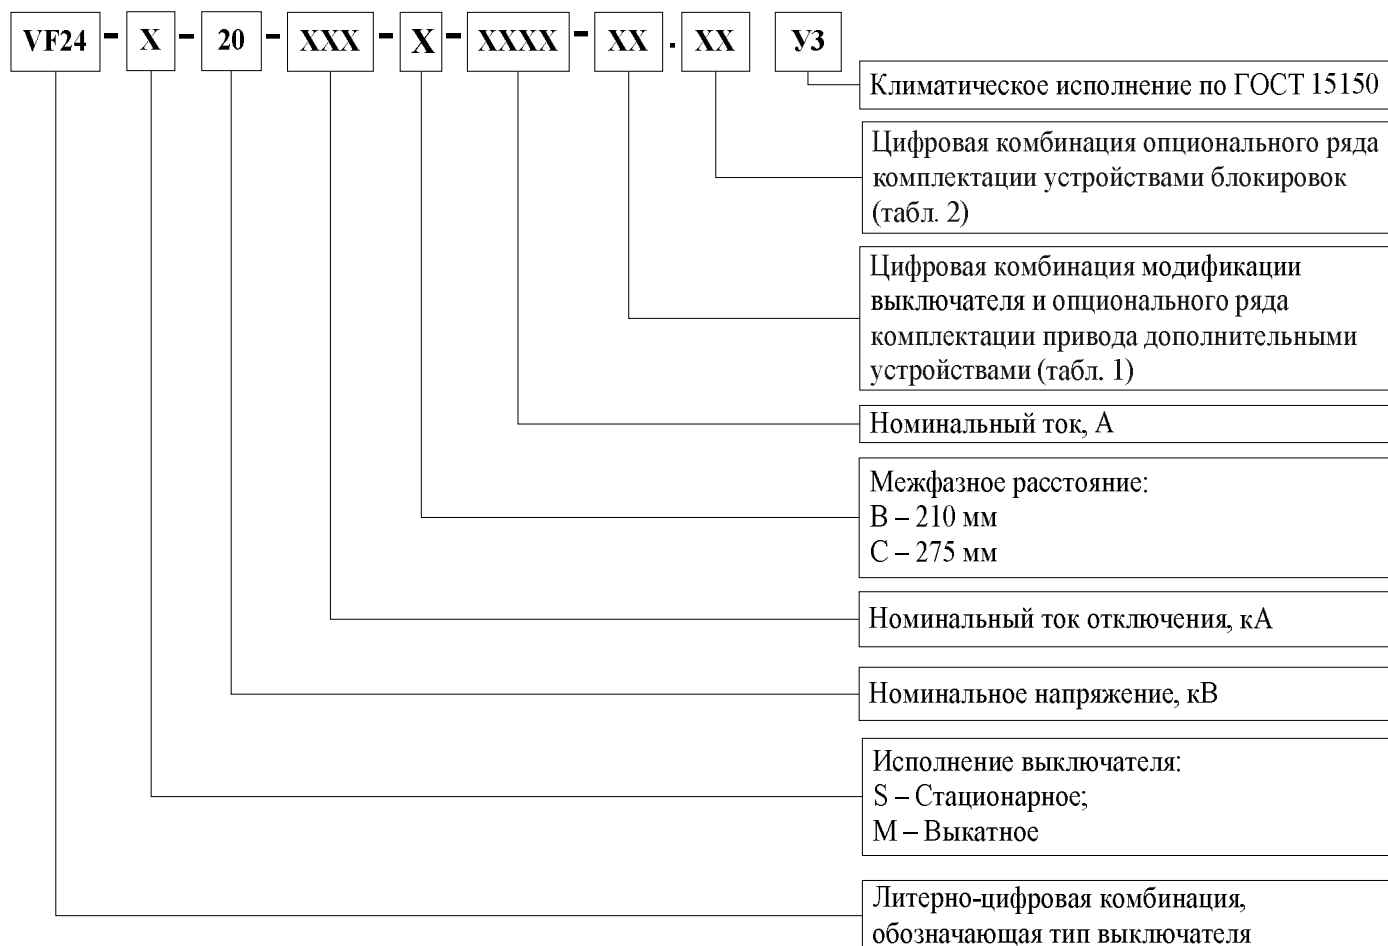 VF24 - X - 20 - XXX - X - XXXX - XX . XX У3
Климатическое исполнение по ГОСТ 15150
Цифровая комбинация опционального ряда
комплектации устройствами блокировок
(табл. 2)
Цифровая комбинация модификации
выключателя и опционального ряда
комплектации привода дополнительными
устройствами (табл. 1)
Номинальный ток, А
Межфазное расстояние:
В – 210 мм
С – 275 мм
Номинальный ток отключения, кА
Номинальное напряжение, кВ
Исполнение выключателя:
S – Стационарное;
М – Выкатное
Литерно-цифровая комбинация,
обозначающая тип выключателя